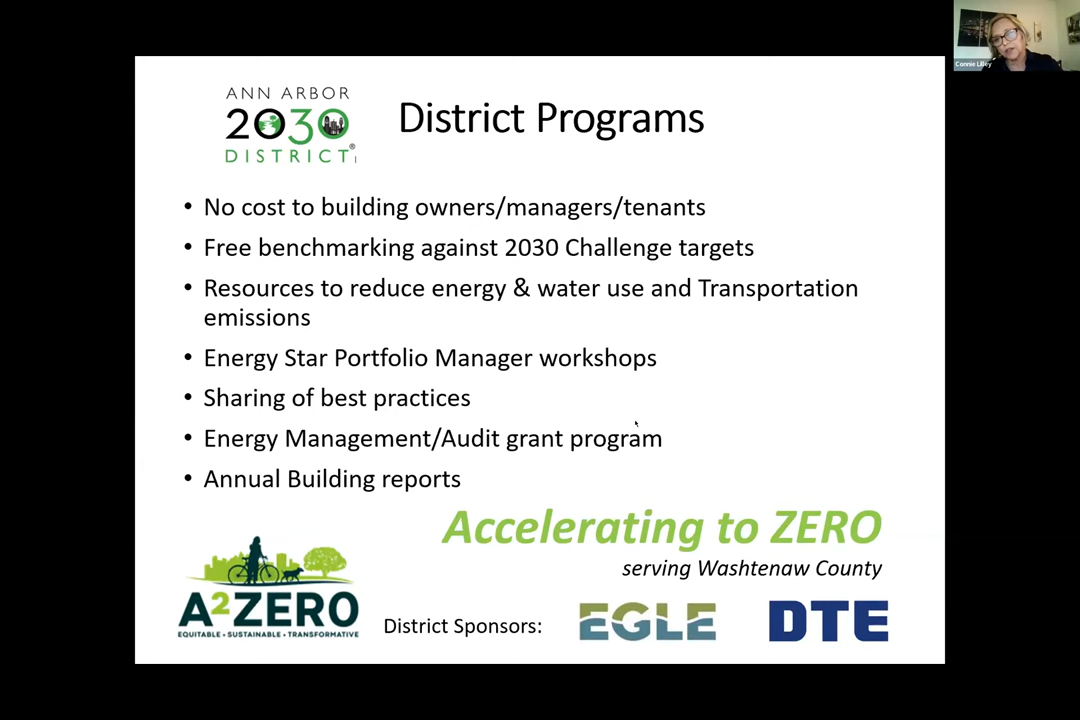 Connie Lilley
ANN ARBOR
2030
DISTRICT®
District Programs
• No cost to building owners/managers/tenants
• Free benchmarking against 2030 Challenge targets
• Resources to reduce energy & water use and Transportation
emissions
• Energy Star Portfolio Manager workshops
• Sharing of best practices
• Energy Management/Audit grant program
• Annual Building reports
Accelerating to ZERO
serving Washtenaw County
A²ZERO
EQUITABLE • SUSTAINABLE • TRANSFORMATIVE
District Sponsors:
EGLE
DTE